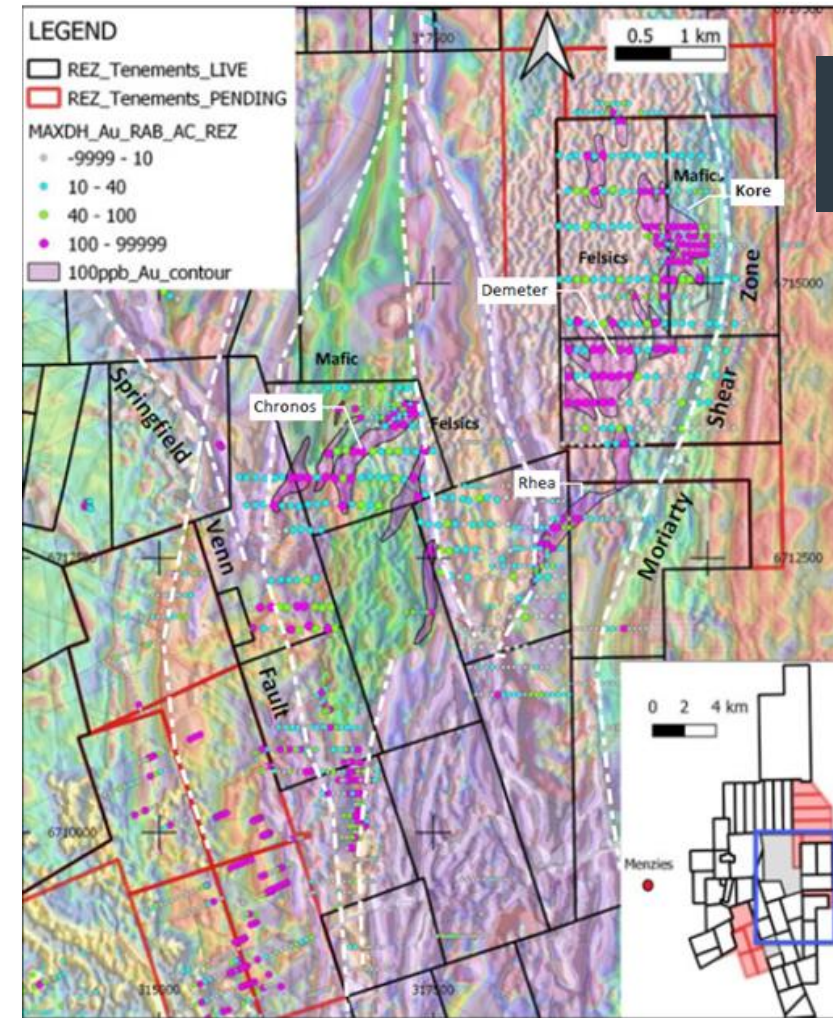 LEGEND
REZ_Tenements_LIVE
REZ_Tenements_PENDING
MAXDH_Au_RAB_AC_REZ
-9999 - 10
10 - 40
40 - 100
100 - 99999
100ppb_Au_contour
0.5 1 km
Mafic
Kore
Felsics
6715000
Demeter
Zone
Mafic
Springfield
Chronos
Felsics
Shear
Rhea
Moriarty
6712500
6712500
Venn
Fault
0 2 4 km
6710000
Menzies
315000
317500